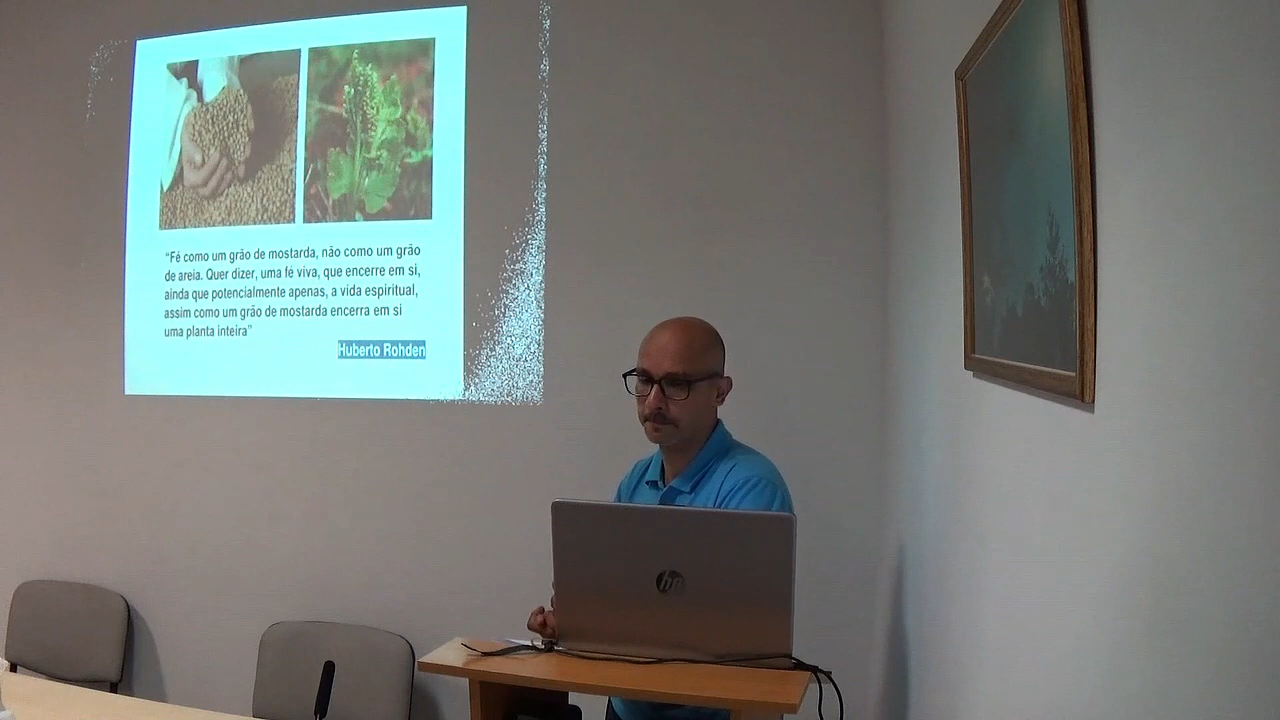 “Fé como um grão de mostarda, não como um grão
de areia. Quer dizer, uma fé viva, que encerre em si,
ainda que potencialmente apenas, a vida espiritual,
assim como um grão de mostarda encerra em si
uma planta inteira”
Huberto Rohden
hp